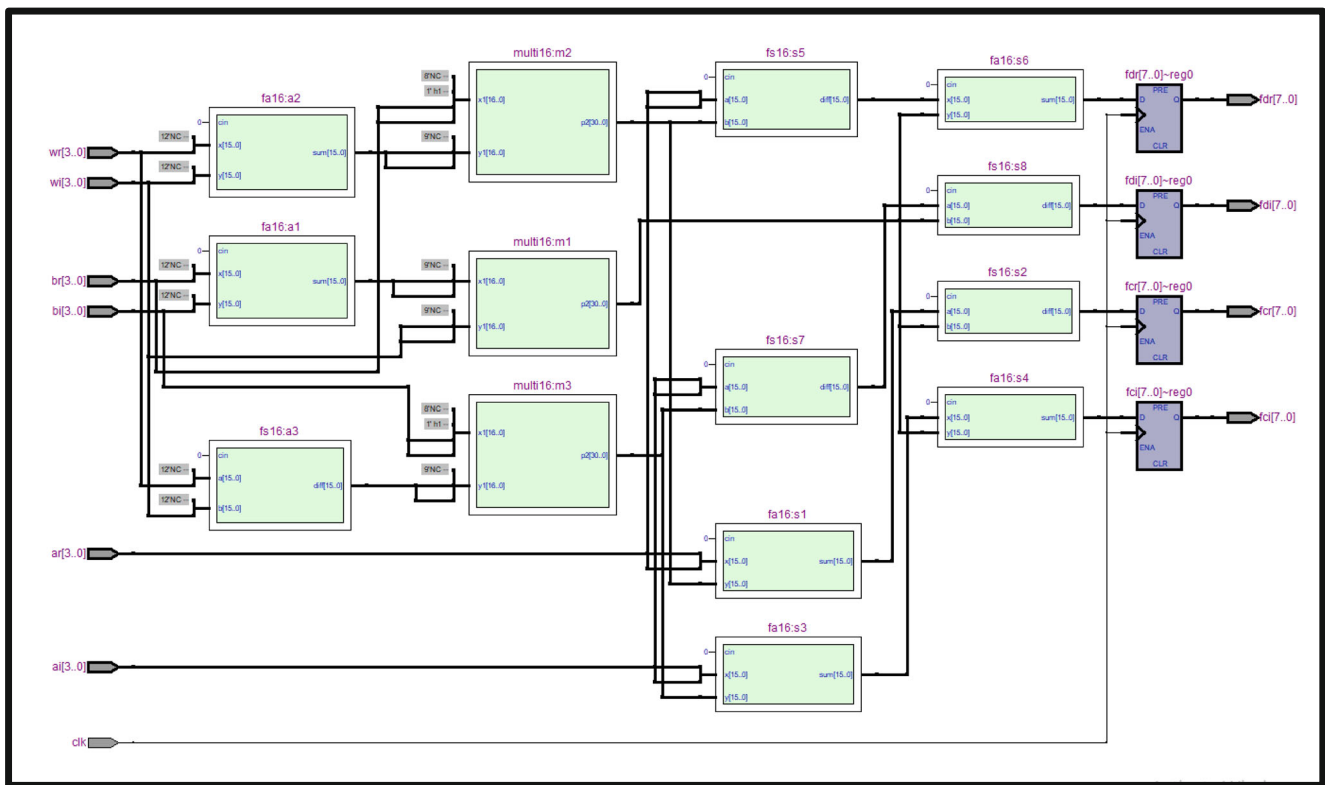 wr[3..0]
wi[3..0]
br[3..0]
bi[3..0]
ar[3..0]
ai[3..0]
clk
fa16:a2
0
cin
12'NC --
x[15..0]
sum[15..0]
12'NC --
y[15..0]
fa16:a1
0
cin
12'NC --
x[15..0]
sum[15..0]
12'NC --
y[15..0]
fs16:a3
0
cin
12'NC --
a[15..0]
diff[15..0]
12'NC --
b[15..0]
multi16:m2
8'NC --
1' h1 --
x1[16..0]
p2[30..0]
9'NC --
y1[16..0]
multi16:m1
9'NC --
x1[16..0]
p2[30..0]
9'NC --
y1[16..0]
multi16:m3
8'NC --
1' h1 --
x1[16..0]
p2[30..0]
9'NC --
y1[16..0]
fs16:s5
0
cin
a[15..0]
diff[15..0]
b[15..0]
fs16:s7
0
cin
a[15..0]
diff[15..0]
b[15..0]
fa16:s1
0
cin
x[15..0]
sum[15..0]
y[15..0]
fa16:s3
0
cin
x[15..0]
sum[15..0]
y[15..0]
fa16:s6
0
cin
x[15..0]
sum[15..0]
y[15..0]
fs16:s8
0
cin
a[15..0]
diff[15..0]
b[15..0]
fs16:s2
0
cin
a[15..0]
diff[15..0]
b[15..0]
fa16:s4
0
cin
x[15..0]
sum[15..0]
y[15..0]
fdr[7..0]~reg0
PRE
D Q
ENA
CLR
fdr[7..0]
fdi[7..0]~reg0
PRE
D Q
ENA
CLR
fdi[7..0]
fcr[7..0]~reg0
PRE
D Q
ENA
CLR
fcr[7..0]
fci[7..0]~reg0
PRE
D Q
ENA
CLR
fci[7..0]